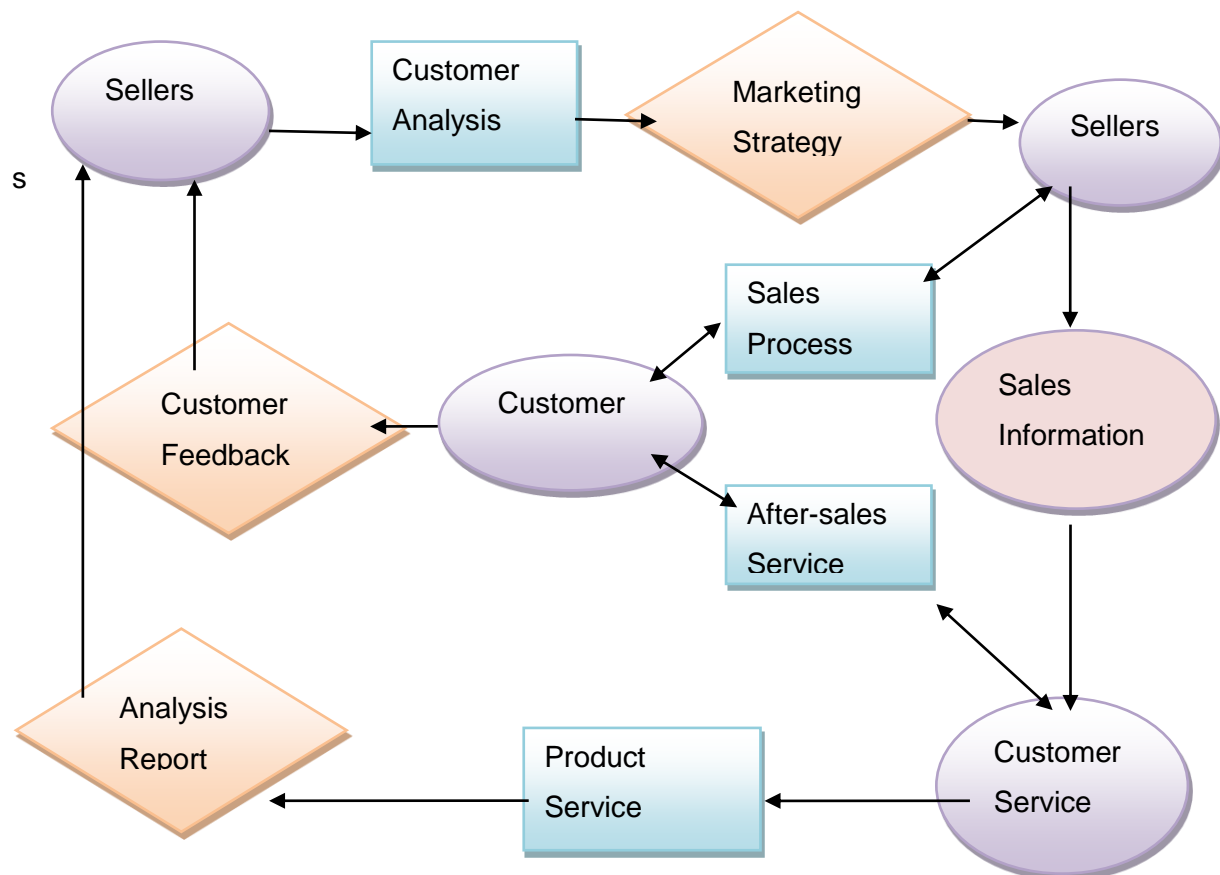 Sellers
Customer
Analysis
Marketing
Strategy
Sellers
s
Sales
Process
Customer
Feedback
Customer
Sales
Information
After-sales
Service
Analysis
Report
Product
Service
Customer
Service